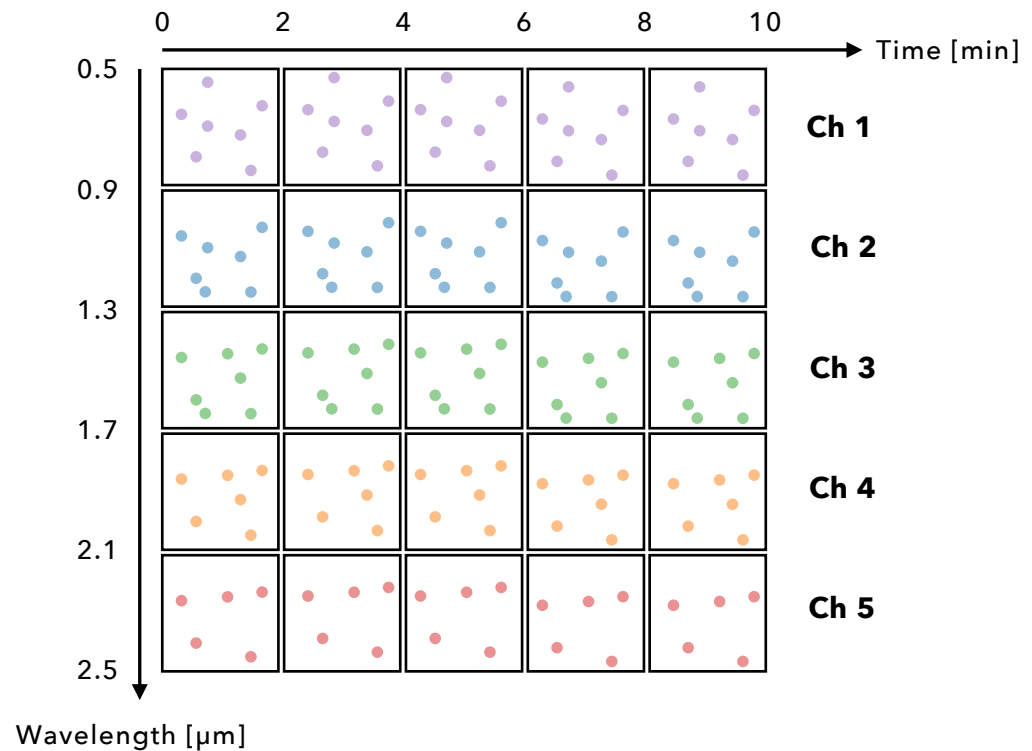 0 2 4 6 8 10
Time [min]
0.5
Ch 1
0.9
Ch 2
1.3
Ch 3
1.7
Ch 4
2.1
Ch 5
2.5
Wavelength [μm]